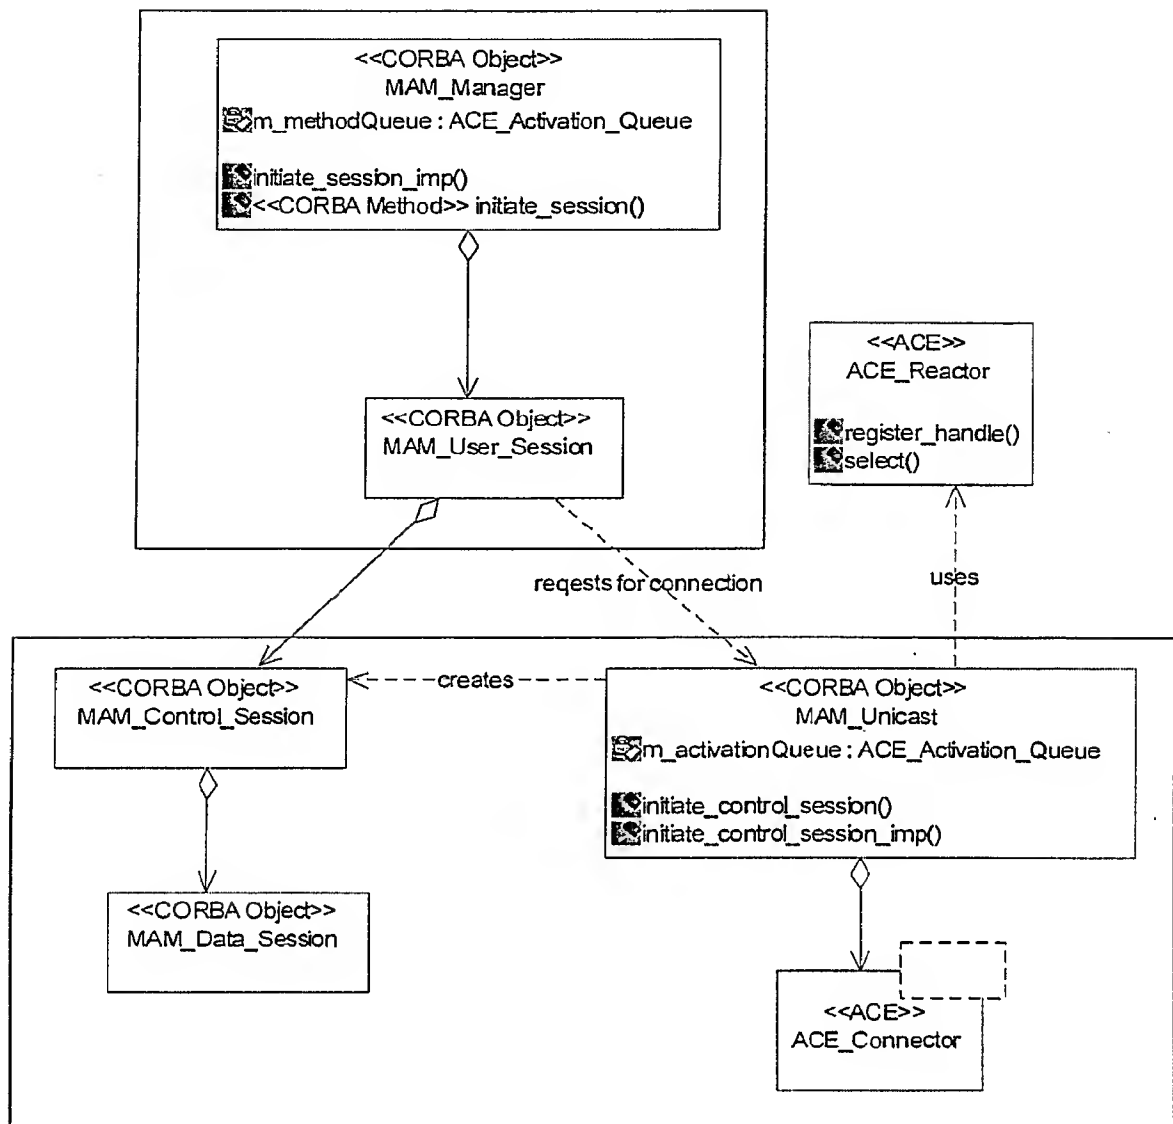 <<CORBA Object>>
MAM_Manager
m_methodQueue : ACE_Activation_Queue
initiate_session_imp()
<<CORBA Method>> initiate_session()
<<CORBA Object>>
MAM_User_Session
<<ACE>>
ACE_Reactor
register_handle()
select()
reqests for connection
uses
<<CORBA Object>>
MAM_Control_Session
creates
<<CORBA Object>>
MAM_Unicast
m_activationQueue : ACE_Activation_Queue
initiate_control_session()
initiate_control_session_imp()
<<CORBA Object>>
MAM_Data_Session
<<ACE>>
ACE_Connector